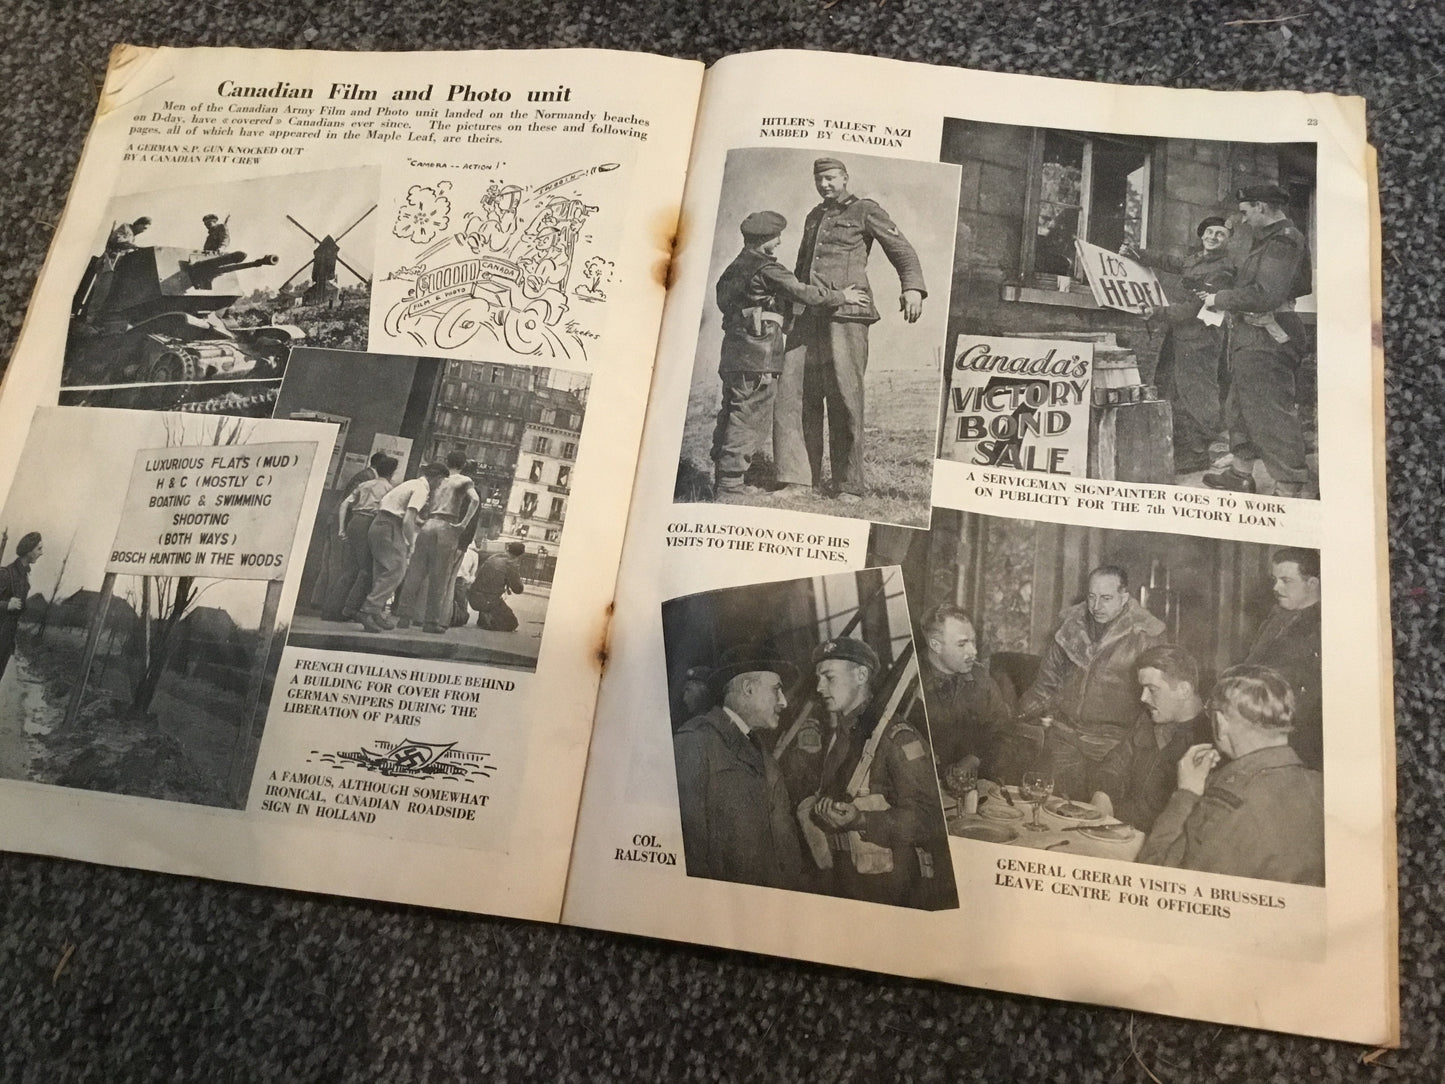 Canadian Film and Photo unit
Men of the Canadian Army Film and Photo unit landed on the Normandy beaches
on D-day, have « covered » Canadians ever since. The pictures on these and following
pages, all of which have appeared in the Maple Leaf, are theirs.
A GERMAN S.P. GUN KNOCKED OUT
BY A CANADIAN PIAT CREW
"CAMERA -- ACTION!"
CANADA
FILM & PHOTO
LUXURIOUS FLATS (MUD)
H & C (MOSTLY C)
BOATING & SWIMMING
SHOOTING
(BOTH WAYS)
BOSCH HUNTING IN THE WOODS
FRENCH CIVILIANS HUDDLE BEHIND
A BUILDING FOR COVER FROM
GERMAN SNIPERS DURING THE
LIBERATION OF PARIS
A FAMOUS, ALTHOUGH SOMEWHAT
IRONICAL, CANADIAN ROADSIDE
SIGN IN HOLLAND
23
HITLER'S TALLEST NAZI
NABBED BY CANADIAN
IT'S
HERE!
Canada's
VICTORY
BOND
SALE
A SERVICEMAN SIGNPAINTER GOES TO WORK
ON PUBLICITY FOR THE 7th VICTORY LOAN
COL. RALSTON ON ONE OF HIS
VISITS TO THE FRONT LINES,
COL.
RALSTON
GENERAL CRERAR VISITS A BRUSSELS
LEAVE CENTRE FOR OFFICERS